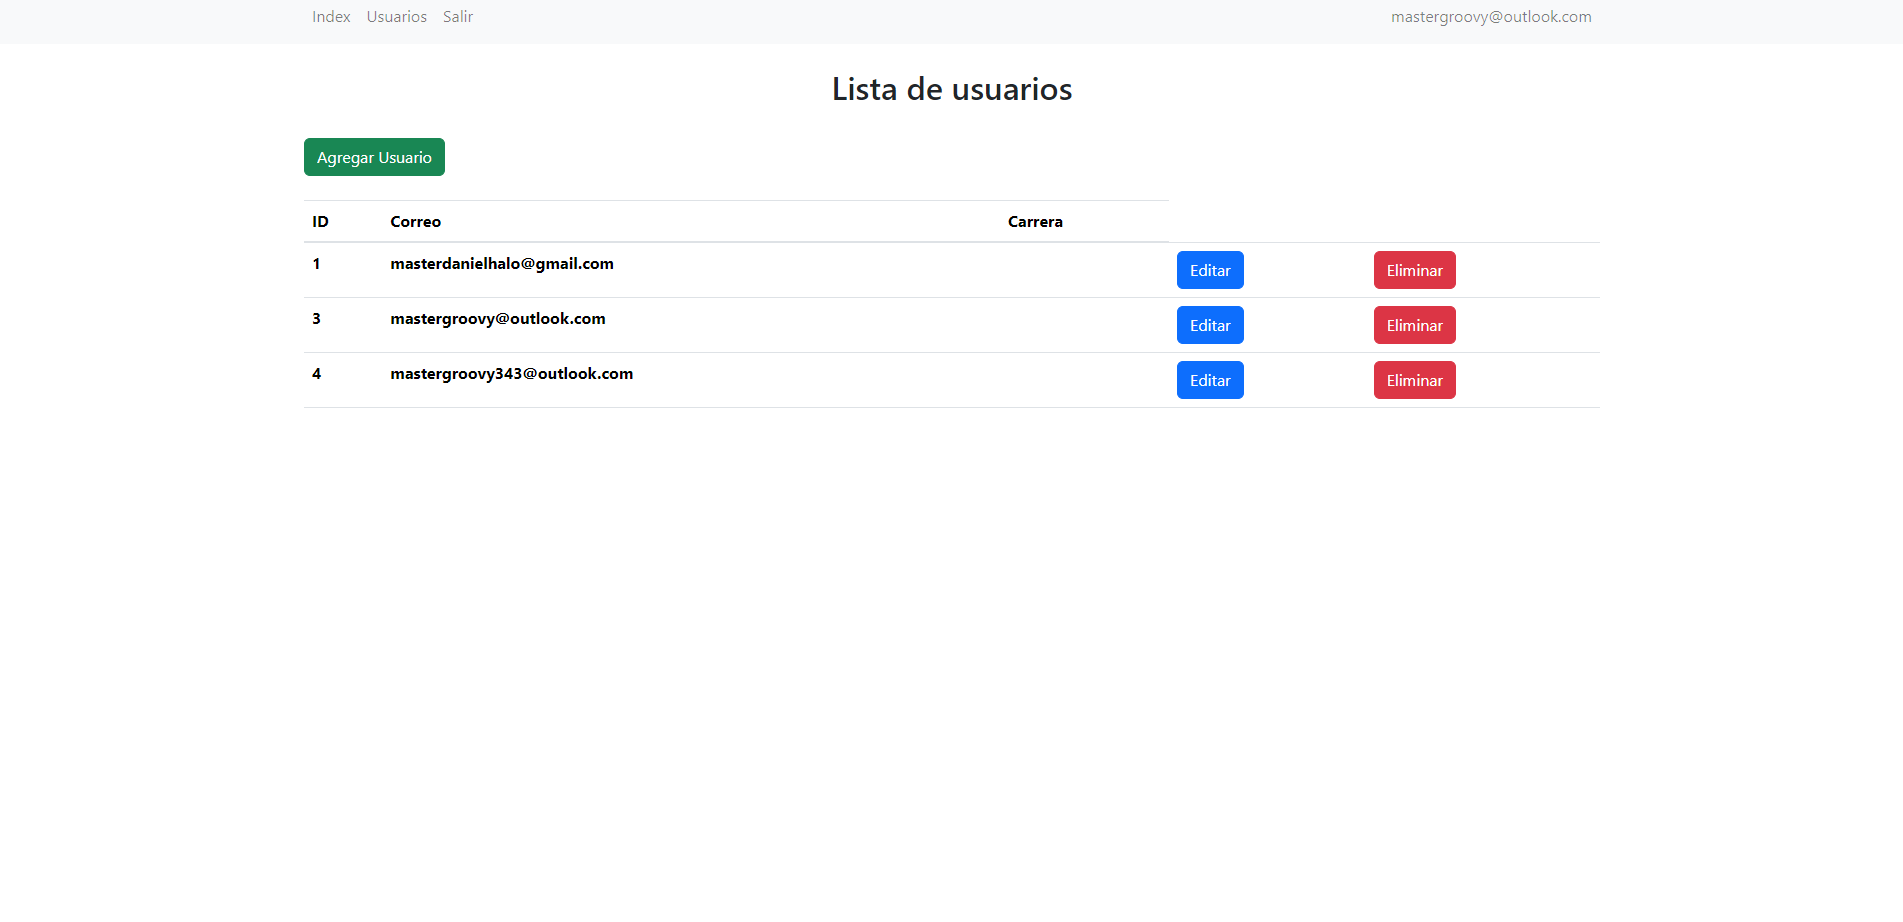 Index Usuarios Salir mastergroovy@outlook.com
Lista de usuarios
Agregar Usuario
ID Correo Carrera
1 masterdanielhalo@gmail.com Editar Eliminar
3 mastergroovy@outlook.com Editar Eliminar
4 mastergroovy343@outlook.com Editar Eliminar